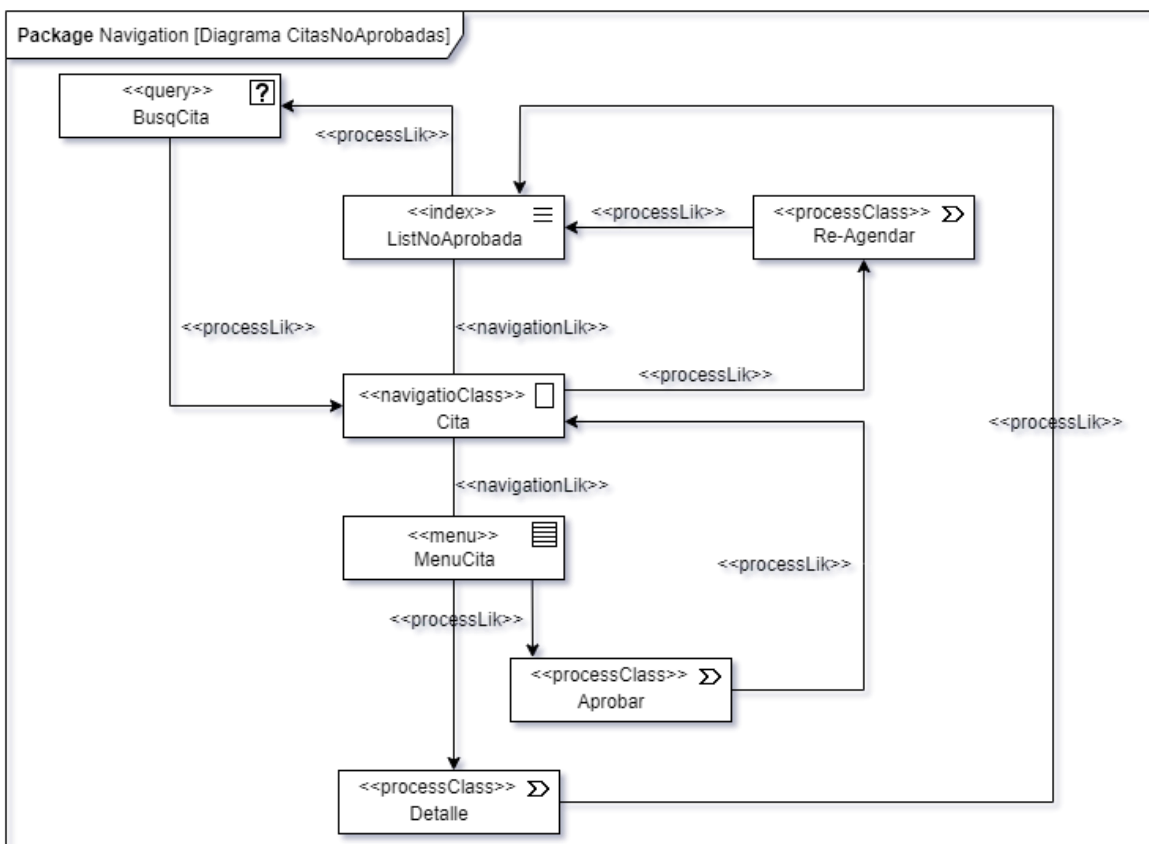 Package Navigation [Diagrama CitasNoAprobadas]
<<query>>
BusqCita
<<processLik>>
<<index>>
ListNoAprobada
<<processLik>>
<<processClass>>
Re-Agendar
<<processLik>>
<<navigationLik>>
<<processLik>>
<<navigatioClass>>
Cita
<<processLik>>
<<navigationLik>>
<<menu>>
MenuCita
<<processLik>>
<<processLik>>
<<processClass>>
Aprobar
<<processClass>>
Detalle